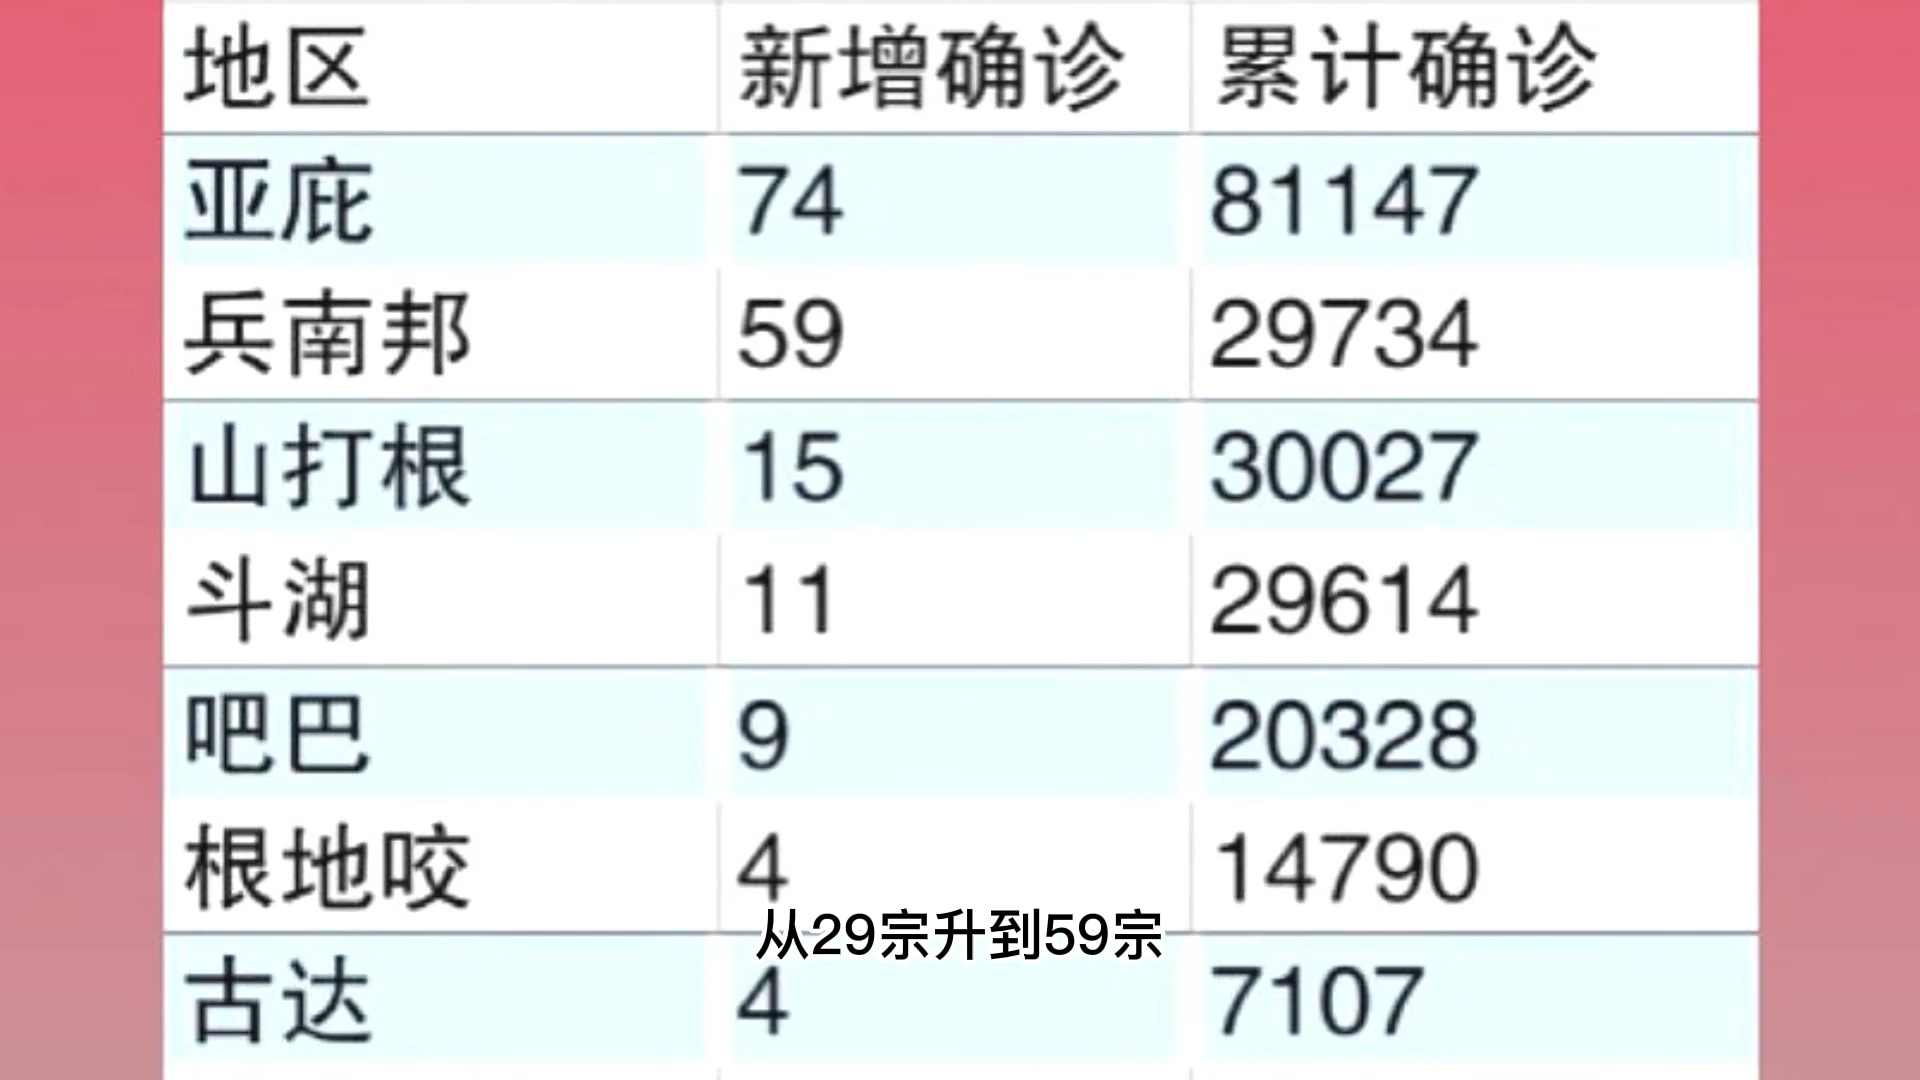 地区 新增确诊 累计确诊
亚庇 74 81147
兵南邦 59 29734
山打根 15 30027
斗湖 11 29614
吧巴 9 20328
根地咬 4 14790
从29宗升到59宗
古达 4 7107